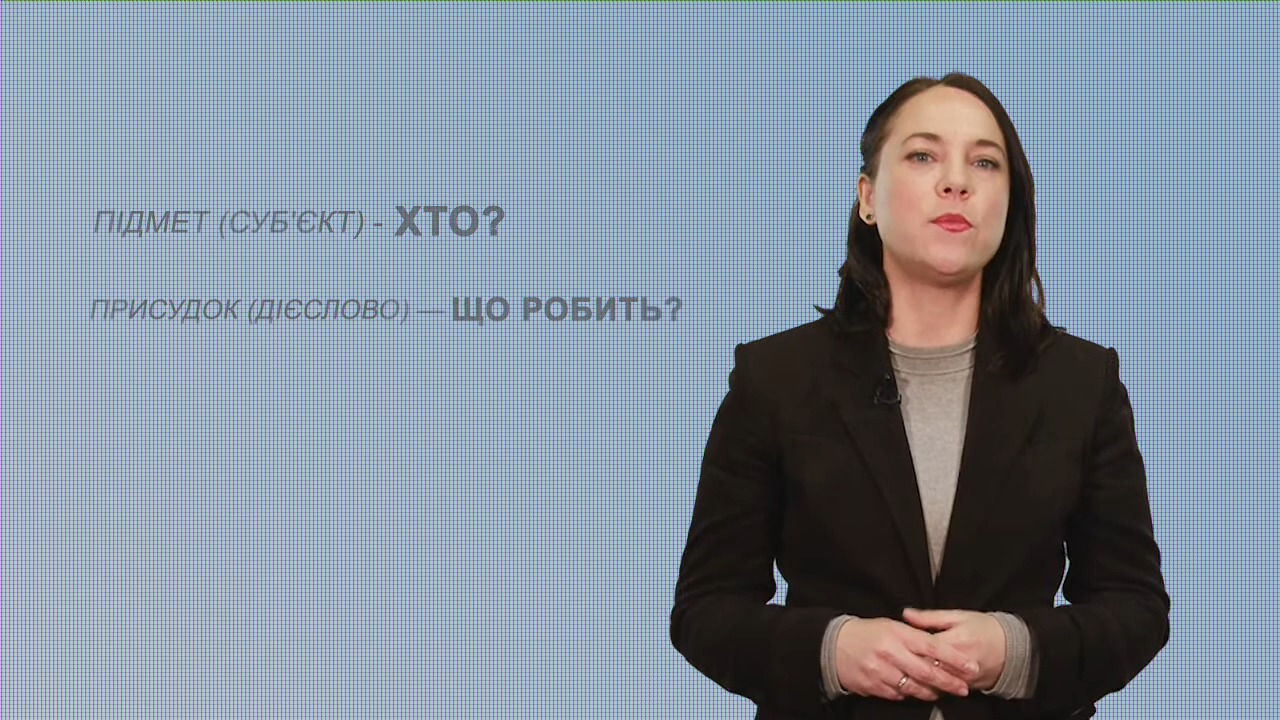 ПІДМЕТ (СУБ'ЄКТ) - ХТО?
ПРИСУДОК (ДІЄСЛОВО) — ЩО РОБИТЬ?